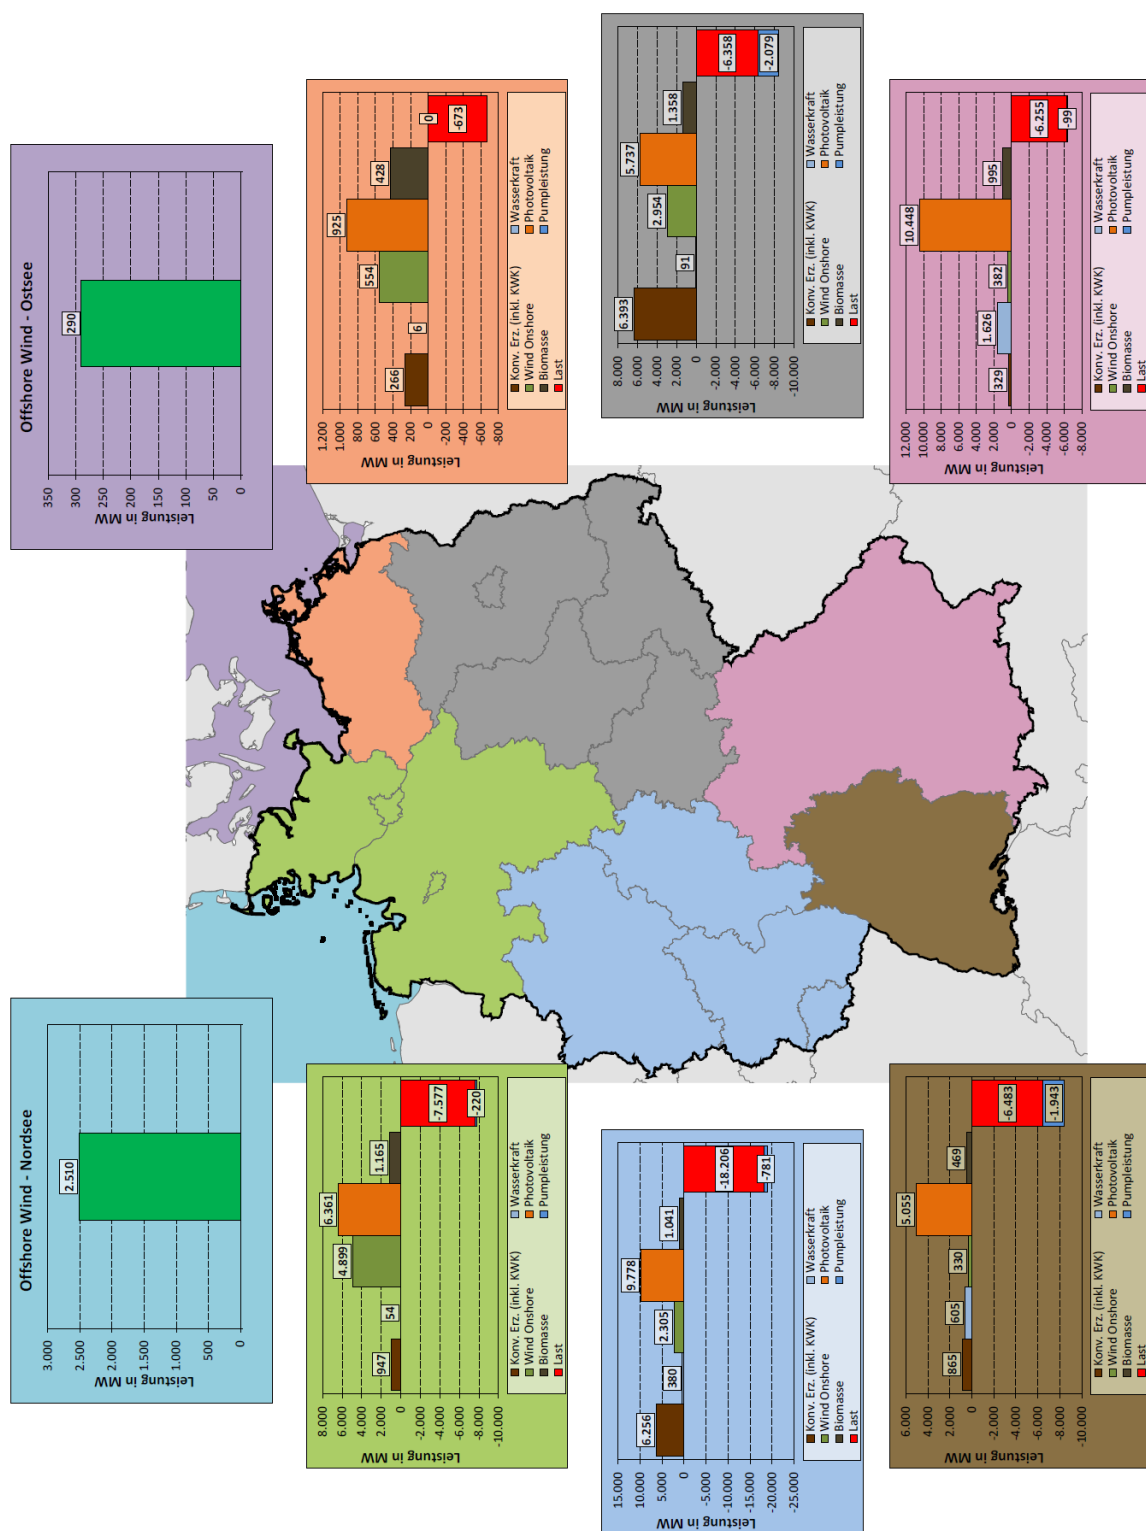 Offshore Wind - Nordsee
Leistung in MW
3.000
2.500
2.000
1.500
1.000
500
0
2.510
Offshore Wind - Ostsee
Leistung in MW
350
300
250
200
150
100
50
0
290
Leistung in MW
8.000
6.000
4.000
2.000
0
-2.000
-4.000
-6.000
-8.000
-10.000
947
54
4.899
6.361
1.165
-7.577
-220
Konv. Erz. (inkl. KWK)
Wasserkraft
Wind Onshore
Photovoltaik
Biomasse
Pumpleistung
Last
Leistung in MW
1.200
1.000
800
600
400
200
0
-200
-400
-600
-800
266
6
554
925
428
0
-673
Konv. Erz. (inkl. KWK)
Wasserkraft
Wind Onshore
Photovoltaik
Biomasse
Pumpleistung
Last
Leistung in MW
15.000
10.000
5.000
0
-5.000
-10.000
-15.000
-20.000
-25.000
6.256
380
2.305
9.778
1.041
-18.206
-781
Konv. Erz. (inkl. KWK)
Wasserkraft
Wind Onshore
Photovoltaik
Biomasse
Pumpleistung
Last
Leistung in MW
8.000
6.000
4.000
2.000
0
-2.000
-4.000
-6.000
-8.000
-10.000
6.393
91
2.954
5.737
1.358
-6.358
-2.079
Konv. Erz. (inkl. KWK)
Wasserkraft
Wind Onshore
Photovoltaik
Biomasse
Pumpleistung
Last
Leistung in MW
6.000
4.000
2.000
0
-2.000
-4.000
-6.000
-8.000
-10.000
865
605
330
5.055
469
-6.483
-1.943
Konv. Erz. (inkl. KWK)
Wasserkraft
Wind Onshore
Photovoltaik
Biomasse
Pumpleistung
Last
Leistung in MW
12.000
10.000
8.000
6.000
4.000
2.000
0
-2.000
-4.000
-6.000
-8.000
329
1.626
382
10.448
995
-6.255
-99
Konv. Erz. (inkl. KWK)
Wasserkraft
Wind Onshore
Photovoltaik
Biomasse
Pumpleistung
Last